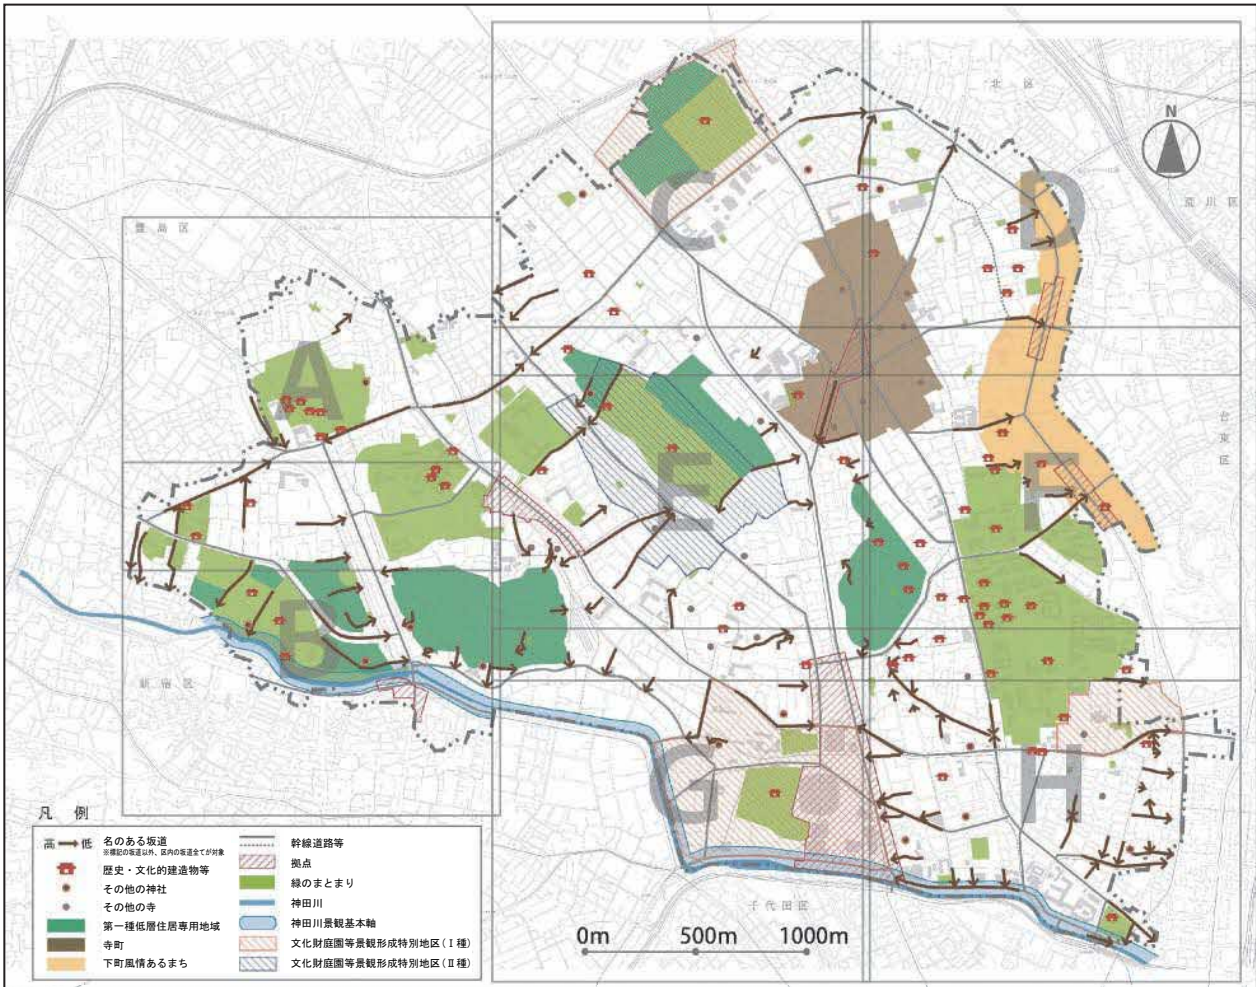 北区
N
荒川区
豊島区
C
D
A
台東区
E
F
B
新宿区
G
H
千代田区
0m 500m 1000m
凡例
高 低 名のある坂道
※標記の坂道以外、区内の坂道全てが対象
歴史・文化的建造物等
その他の神社
その他の寺
第一種低層住居専用地域
寺町
下町風情あるまち
幹線道路等
拠点
緑のまとまり
神田川
神田川景観基本軸
文化財庭園等景観形成特別地区(Ⅰ種)
文化財庭園等景観形成特別地区(Ⅱ種)